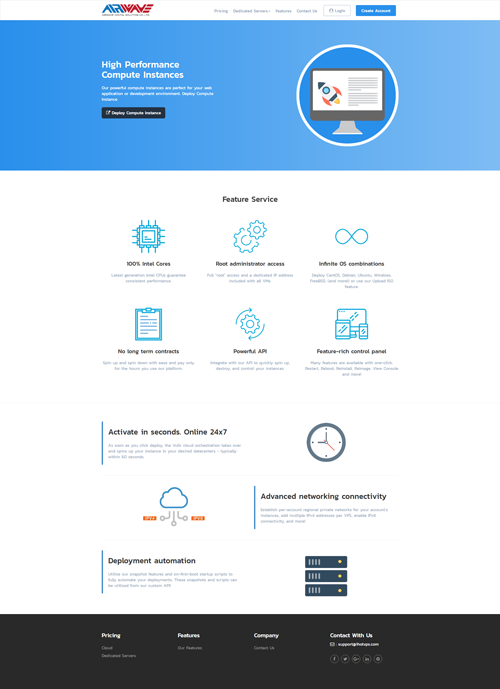 AIRWAVE
Pricing
Dedicated Servers
Features
Contact Us
Login
Create Account
High Performance
Compute Instances
Our powerful compute instances are perfect for your web
application or development environment. Deploy Compute
Instance
Deploy Compute Instance
Feature Service
100% Intel Cores
Root administrator access
Infinite OS combinations
Latest generation Intel CPUs guarantee
consistent performance
Full "root" access and a dedicated IP address
included with all VMs.
Deploy CentOS, Debian, Ubuntu, Windows,
FreeBSD, (and more) or use our Upload ISO
feature.
No long term contracts
Powerful API
Feature-rich control panel
Spin up and spin down with ease and pay only
for the hours you use our platform.
Integrate with our API to quickly spin up,
destroy, and control your instances.
Many features are available with one-click:
Restart, Reboot, Reinstall, Reimage, View Console
and more!
Activate in seconds. Online 24x7
As soon as you click deploy, the Vultr cloud orchestration takes over
and spins up your instance in your desired datacenters - typically
within 60 seconds.
IPV4
IPV6
Advanced networking connectivity
Establish per-account regional private networks for your account's
instances, add multiple IPv4 addresses per VPS, enable IPv6
connectivity, and more!
Deployment automation
Utilize our snapshot features and on-first-boot startup scripts to
fully automate your deployments. These snapshots and scripts can
be utilized from our custom API!
Pricing
Cloud
Dedicated Servers
Features
Our Features
Company
Contact Us
Contact With Us